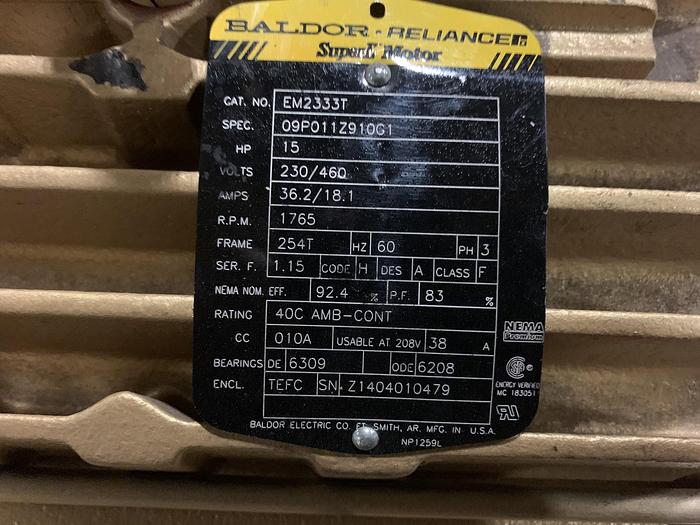 BALDOR · RELIANCE
Super-E Motor
CAT. NO. EM2333T
SPEC. 09P011Z910G1
HP 15
VOLTS 230/460
AMPS 36.2/18.1
R.P.M. 1765
FRAME 254T HZ 60 PH 3
SER. F. 1.15 CODE H DES A CLASS F
NEMA NOM. EFF. 92.4 % P.F. 83 %
RATING 40C AMB-CONT
CC 010A USABLE AT 208V 38 A
BEARINGS DE 6309 ODE 6208
ENCL. TEFC SN Z1404010479
NEMA
Premium
ENERGY VERIFIED
MC 183051
BALDOR ELECTRIC CO. FT. SMITH, AR. MFG. IN U.S.A.
NP1259L